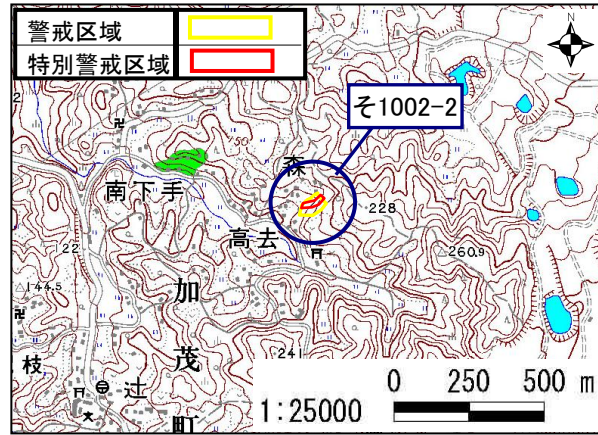 警戒区域
特別警戒区域
N
そ1002-2
森
南下手
高去
228
260.9
22
144.5
加
茂
町
241
枝
辻
0 250 500 m
1:25000